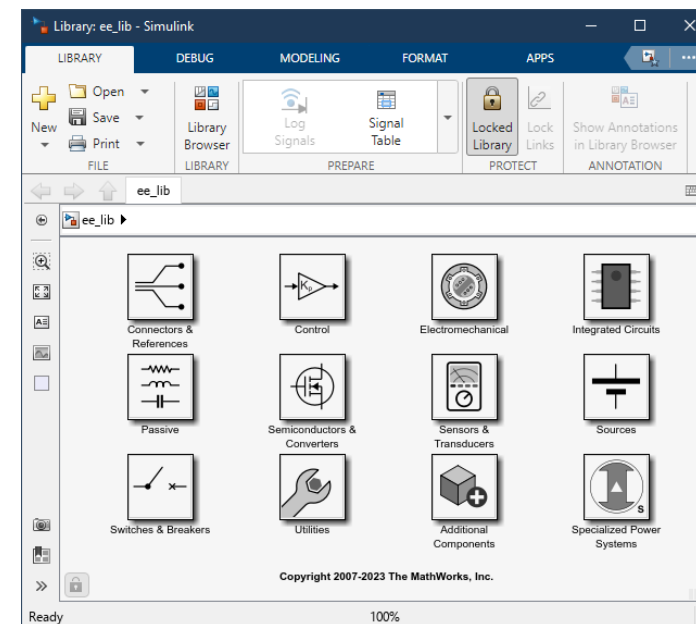 Library: ee_lib - Simulink
LIBRARY DEBUG MODELING FORMAT APPS
New
Open
Save
Print
FILE
Library
Browser
LIBRARY
Log
Signals
Signal
Table
PREPARE
Locked
Library
Lock
Links
PROTECT
Show Annotations
in Library Browser
ANNOTATION
ee_lib
ee_lib
Connectors &
References
Kp
Control
Electromechanical
Integrated Circuits
Passive
Semiconductors &
Converters
Sensors &
Transducers
Sources
Switches & Breakers
Utilities
Additional
Components
S
Specialized Power
Systems
Copyright 2007-2023 The MathWorks, Inc.
Ready 100%